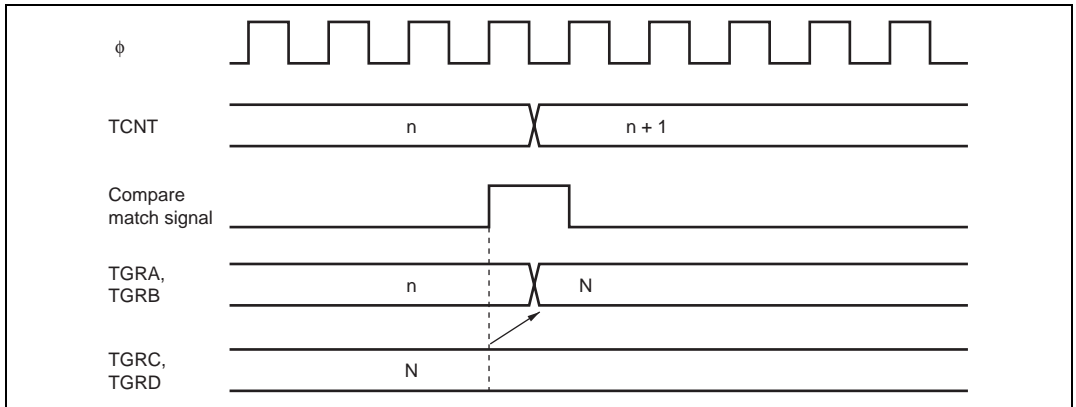 ϕ
TCNT
n
n + 1
Compare
match signal
TGRA,
TGRB
n
N
TGRC,
TGRD
N